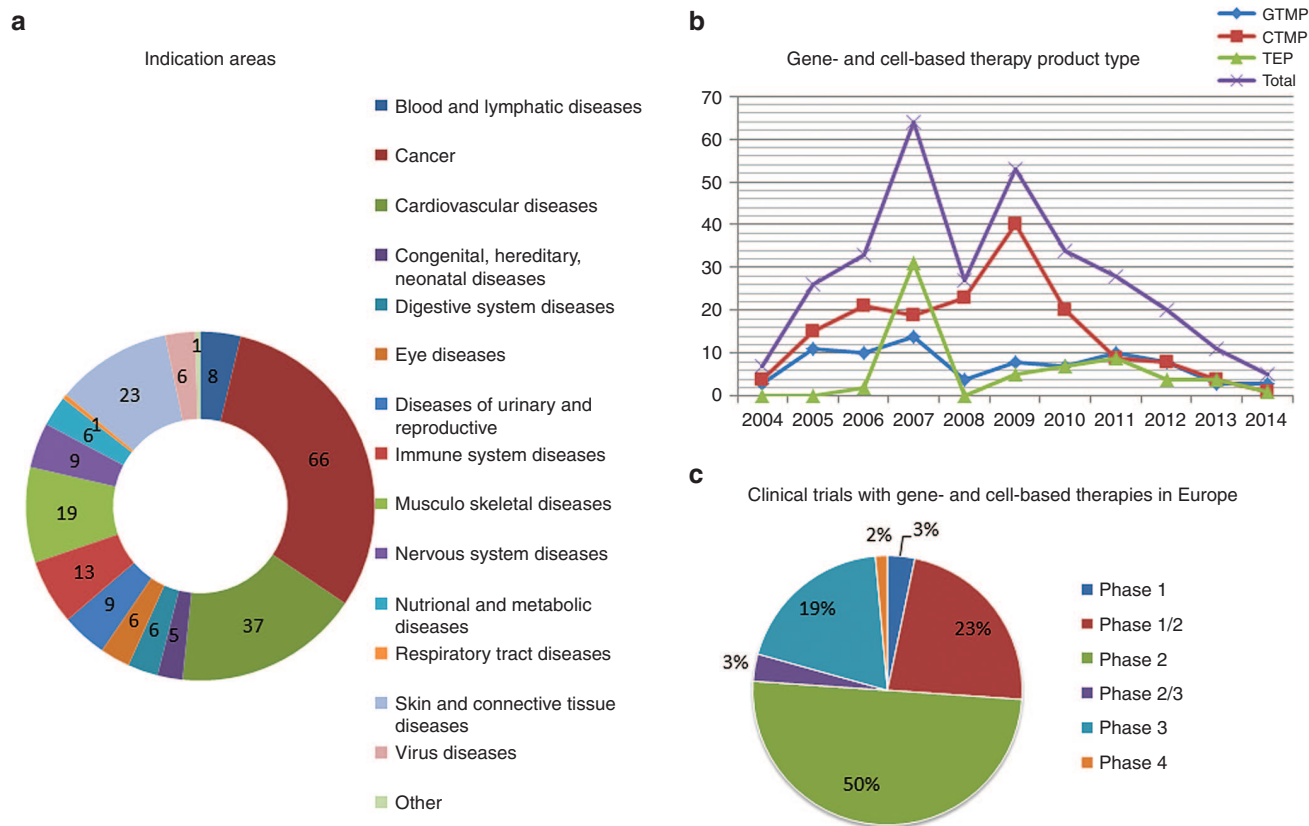 a
Indication areas
Blood and lymphatic diseases
Cancer
Cardiovascular diseases
Congenital, hereditary,
neonatal diseases
Digestive system diseases
Eye diseases
Diseases of urinary and
reproductive
Immune system diseases
Musculo skeletal diseases
Nervous system diseases
Nutrional and metabolic
diseases
Respiratory tract diseases
Skin and connective tissue
diseases
Virus diseases
Other
8
66
37
5
6
6
9
13
19
9
6
1
23
6
1
b
Gene- and cell-based therapy product type
GTMP
CTMP
TEP
Total
70
60
50
40
30
20
10
0
2004 2005 2006 2007 2008 2009 2010 2011 2012 2013 2014
c
Clinical trials with gene- and cell-based therapies in Europe
3%
23%
50%
3%
19%
2%
Phase 1
Phase 1/2
Phase 2
Phase 2/3
Phase 3
Phase 4